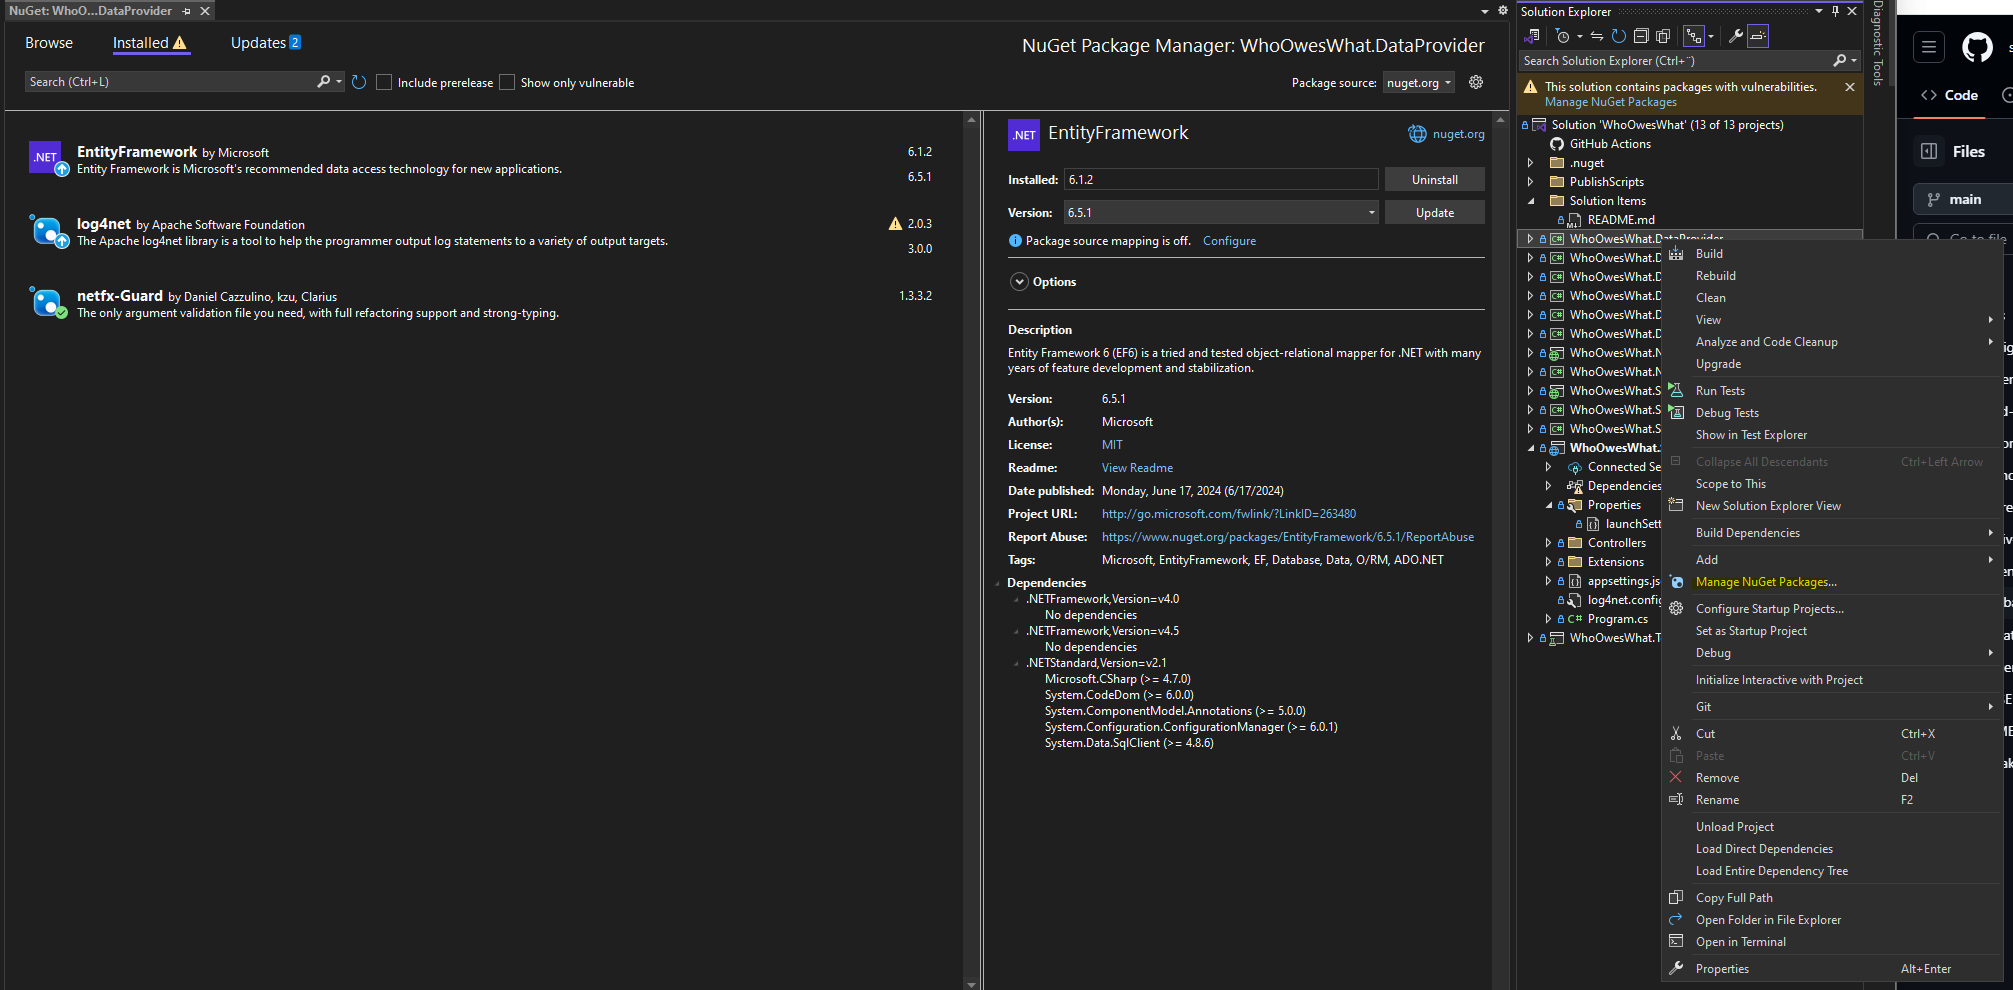 NuGet: WhoO...DataProvider
Browse
Installed
Updates 2
NuGet Package Manager: WhoOwesWhat.DataProvider
Search (Ctrl+L)
Include prerelease
Show only vulnerable
Package source: nuget.org
.NET
EntityFramework by Microsoft
6.1.2
Entity Framework is Microsoft's recommended data access technology for new applications.
6.5.1
log4net by Apache Software Foundation
2.0.3
The Apache log4net library is a tool to help the programmer output log statements to a variety of output targets.
3.0.0
netfx-Guard by Daniel Cazzulino, kzu, Clarius
1.3.3.2
The only argument validation file you need, with full refactoring support and strong-typing.
.NET
EntityFramework
nuget.org
Installed: 6.1.2
Uninstall
Version: 6.5.1
Update
Package source mapping is off. Configure
Options
Description
Entity Framework 6 (EF6) is a tried and tested object-relational mapper for .NET with many
years of feature development and stabilization.
Version: 6.5.1
Author(s): Microsoft
License: MIT
Readme: View Readme
Date published: Monday, June 17, 2024 (6/17/2024)
Project URL: http://go.microsoft.com/fwlink/?LinkID=263480
Report Abuse: https://www.nuget.org/packages/EntityFramework/6.5.1/ReportAbuse
Tags: Microsoft, EntityFramework, EF, Database, Data, O/RM, ADO.NET
Dependencies
.NETFramework,Version=v4.0
No dependencies
.NETFramework,Version=v4.5
No dependencies
.NETStandard,Version=v2.1
Microsoft.CSharp (>= 4.7.0)
System.CodeDom (>= 6.0.0)
System.ComponentModel.Annotations (>= 5.0.0)
System.Configuration.ConfigurationManager (>= 6.0.1)
System.Data.SqlClient (>= 4.8.6)
Solution Explorer
Search Solution Explorer (Ctrl+¨)
This solution contains packages with vulnerabilities.
Manage NuGet Packages
Solution 'WhoOwesWhat' (13 of 13 projects)
GitHub Actions
.nuget
PublishScripts
Solution Items
README.md
WhoOwesWhat.DataProvider
WhoOwesWhat.D
WhoOwesWhat.D
WhoOwesWhat.D
WhoOwesWhat.D
WhoOwesWhat.D
WhoOwesWhat.N
WhoOwesWhat.N
WhoOwesWhat.S
WhoOwesWhat.S
WhoOwesWhat.S
WhoOwesWhat.
Connected Se
Dependencies
Properties
launchSett
Controllers
Extensions
appsettings.js
log4net.config
Program.cs
WhoOwesWhat.T
Build
Rebuild
Clean
View
Analyze and Code Cleanup
Upgrade
Run Tests
Debug Tests
Show in Test Explorer
Collapse All Descendants Ctrl+Left Arrow
Scope to This
New Solution Explorer View
Build Dependencies
Add
Manage NuGet Packages...
Configure Startup Projects...
Set as Startup Project
Debug
Initialize Interactive with Project
Git
Cut Ctrl+X
Paste Ctrl+V
Remove Del
Rename F2
Unload Project
Load Direct Dependencies
Load Entire Dependency Tree
Copy Full Path
Open Folder in File Explorer
Open in Terminal
Properties Alt+Enter
Diagnostic Tools
Code
Files
main
Go to file